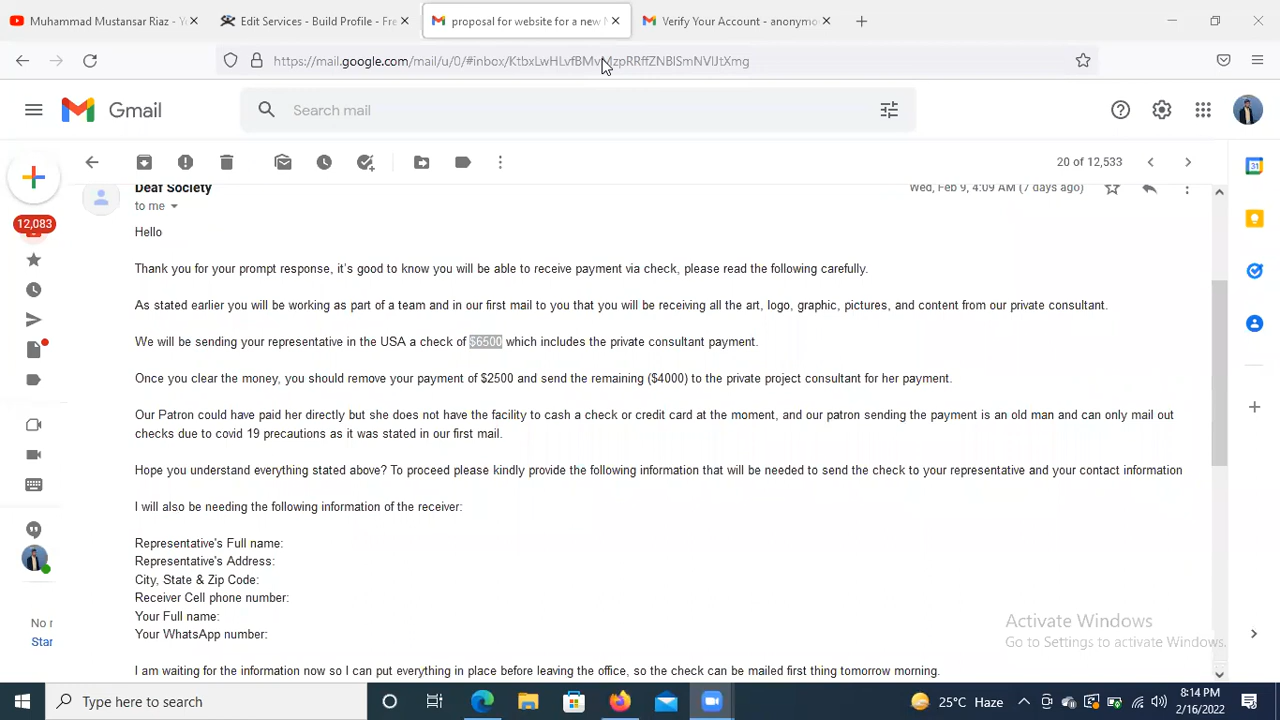 Muhammad Mustansar Riaz - Yo
Edit Services - Build Profile - Fre
proposal for website for a new N
Verify Your Account - anonymo
https://mail.google.com/mail/u/0/#inbox/
Gmail
Search mail
20 of 12,533
12,083
Deaf Society
Wed, Feb 9, 4:09 AM (7 days ago)
to me
Hello
Thank you for your prompt response, it's good to know you will be able to receive payment via check, please read the following carefully.
As stated earlier you will be working as part of a team and in our first mail to you that you will be receiving all the art, logo, graphic, pictures, and content from our private consultant.
We will be sending your representative in the USA a check of $6500 which includes the private consultant payment.
Once you clear the money, you should remove your payment of $2500 and send the remaining ($4000) to the private project consultant for her payment.
Our Patron could have paid her directly but she does not have the facility to cash a check or credit card at the moment, and our patron sending the payment is an old man and can only mail out
checks due to covid 19 precautions as it was stated in our first mail.
Hope you understand everything stated above? To proceed please kindly provide the following information that will be needed to send the check to your representative and your contact information
I will also be needing the following information of the receiver:
Representative's Full name:
Representative's Address:
City, State & Zip Code:
Receiver Cell phone number:
Your Full name:
Your WhatsApp number:
I am waiting for the information now so I can put everything in place before leaving the office, so the check can be mailed first thing tomorrow morning.
No r
Star
31
Activate Windows
Go to Settings to activate Windows.
Type here to search
25°C Haze
8:14 PM
2/16/2022